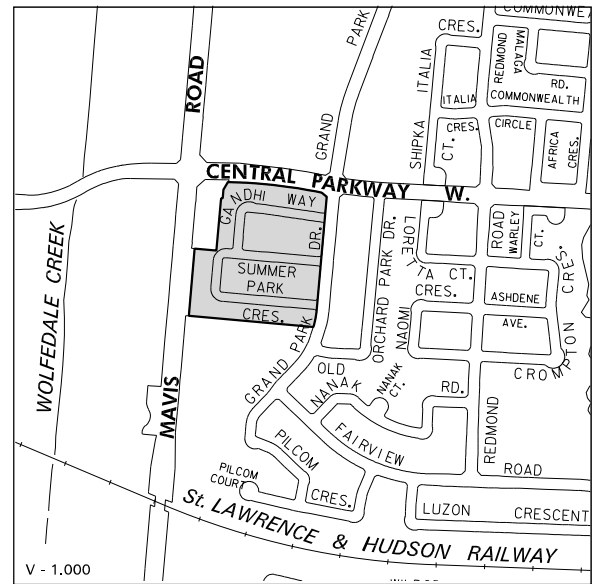 COMMONWE
CRES.
PARK
ITALIA
REDMOND
MALAGA
RD.
ROAD
ITALIA
COMMONWEALTH
GRAND
SHIPKA
CRES.
CT.
CIRCLE
AFRICA
CRES.
CENTRAL PARKWAY W.
GANDHI WAY
DR.
SUMMER
PARK
CRES.
ORCHARD PARK DR.
LORETTA CT.
CRES.
NAOMI
ROAD
WARLEY
CT.
ASHDENE
AVE.
CROMPTON CRES.
WOLFEDALE CREEK
MAVIS
GRAND PARK
OLD
NANAK
NANAK
CT.
RD.
REDMOND
FAIRVIEW
ROAD
PILCOM
CRES.
PILCOM
COURT
LUZON CRESCENT
St. LAWRENCE & HUDSON RAILWAY
V - 1.000